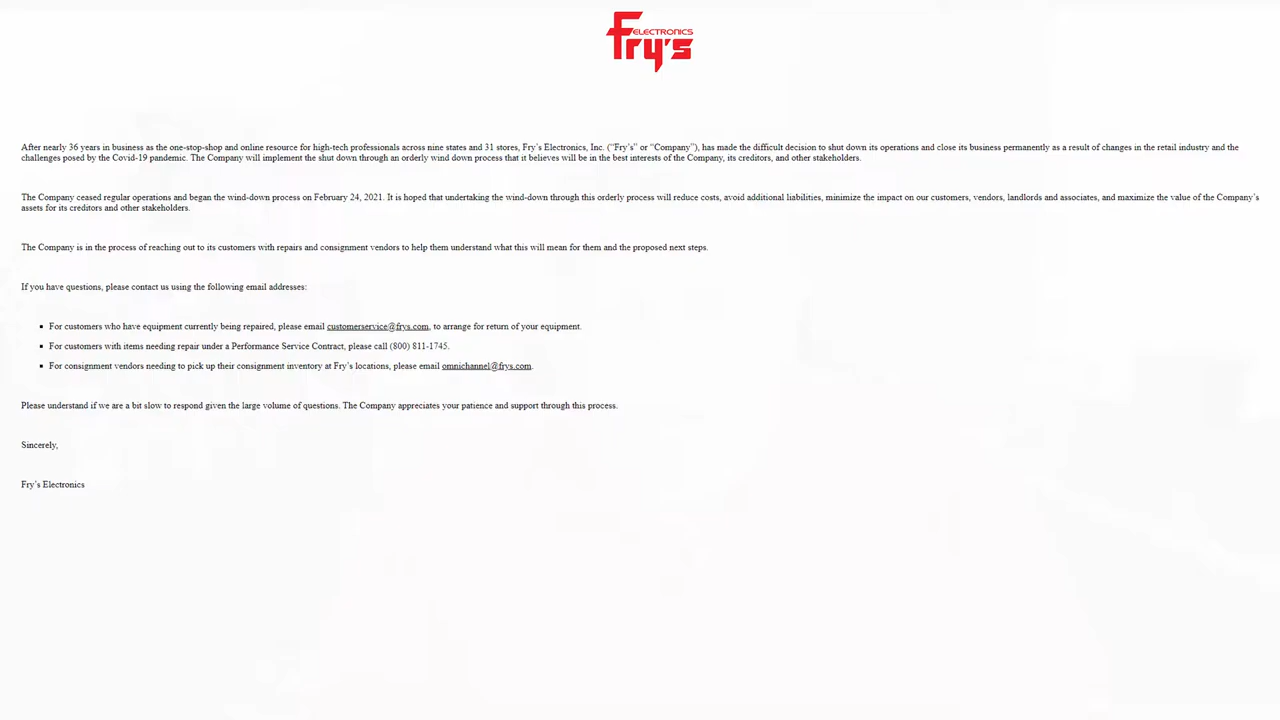 ELECTRONICS
Fry's
After nearly 36 years in business as the one-stop-shop and online resource for high-tech professionals across nine states and 31 stores, Fry’s Electronics, Inc. (“Fry’s” or “Company”), has made the difficult decision to shut down its operations and close its business permanently as a result of changes in the retail industry and the
challenges posed by the Covid-19 pandemic. The Company will implement the shut down through an orderly wind down process that it believes will be in the best interests of the Company, its creditors, and other stakeholders.
The Company ceased regular operations and began the wind-down process on February 24, 2021. It is hoped that undertaking the wind-down through this orderly process will reduce costs, avoid additional liabilities, minimize the impact on our customers, vendors, landlords and associates, and maximize the value of the Company’s
assets for its creditors and other stakeholders.
The Company is in the process of reaching out to its customers with repairs and consignment vendors to help them understand what this will mean for them and the proposed next steps.
If you have questions, please contact us using the following email addresses:
▪ For customers who have equipment currently being repaired, please email customerservice@frys.com, to arrange for return of your equipment.
▪ For customers with items needing repair under a Performance Service Contract, please call (800) 811-1745.
▪ For consignment vendors needing to pick up their consignment inventory at Fry’s locations, please email omnichannel@frys.com.
Please understand if we are a bit slow to respond given the large volume of questions. The Company appreciates your patience and support through this process.
Sincerely,
Fry’s Electronics